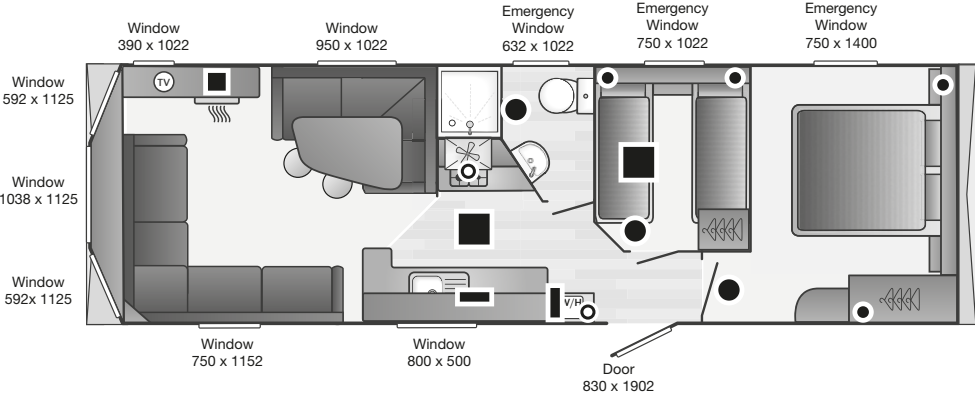 Window
390 x 1022
Window
950 x 1022
Emergency
Window
632 x 1022
Emergency
Window
750 x 1022
Emergency
Window
750 x 1400
Window
592 x 1125
TV
Window
1038 x 1125
Window
592x 1125
W/H
Window
750 x 1152
Window
800 x 500
Door
830 x 1902